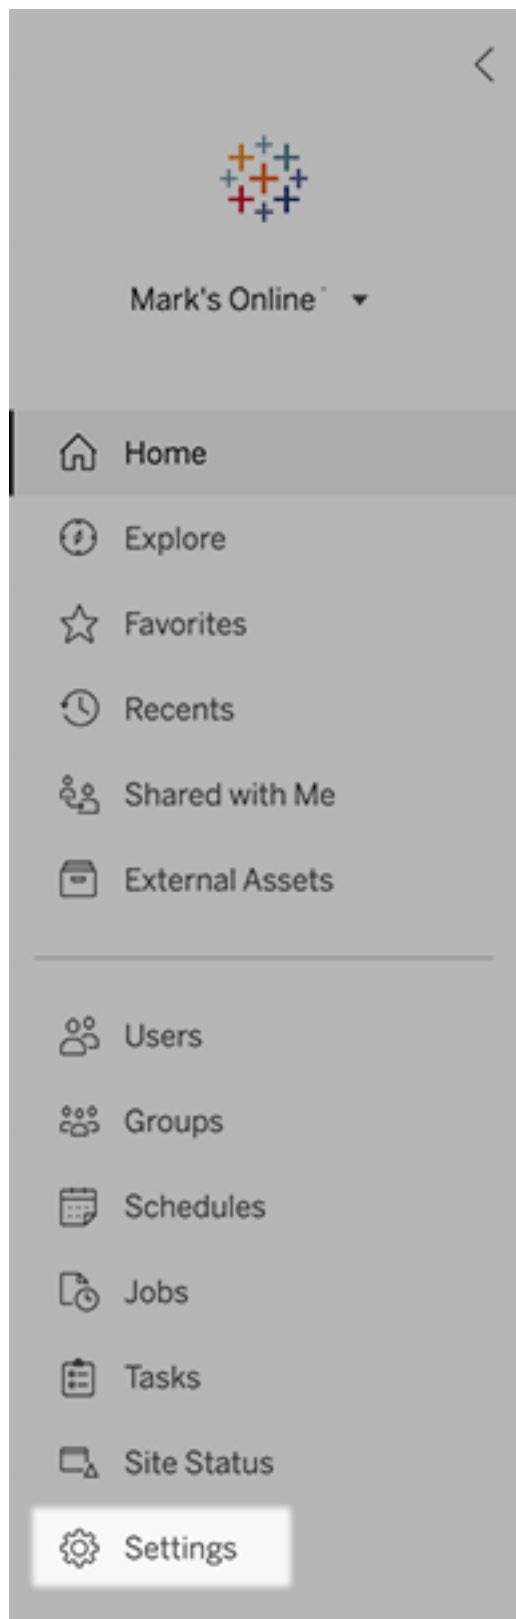 Mark's Online
Home
Explore
Favorites
Recents
Shared with Me
External Assets
Users
Groups
Schedules
Jobs
Tasks
Site Status
Settings